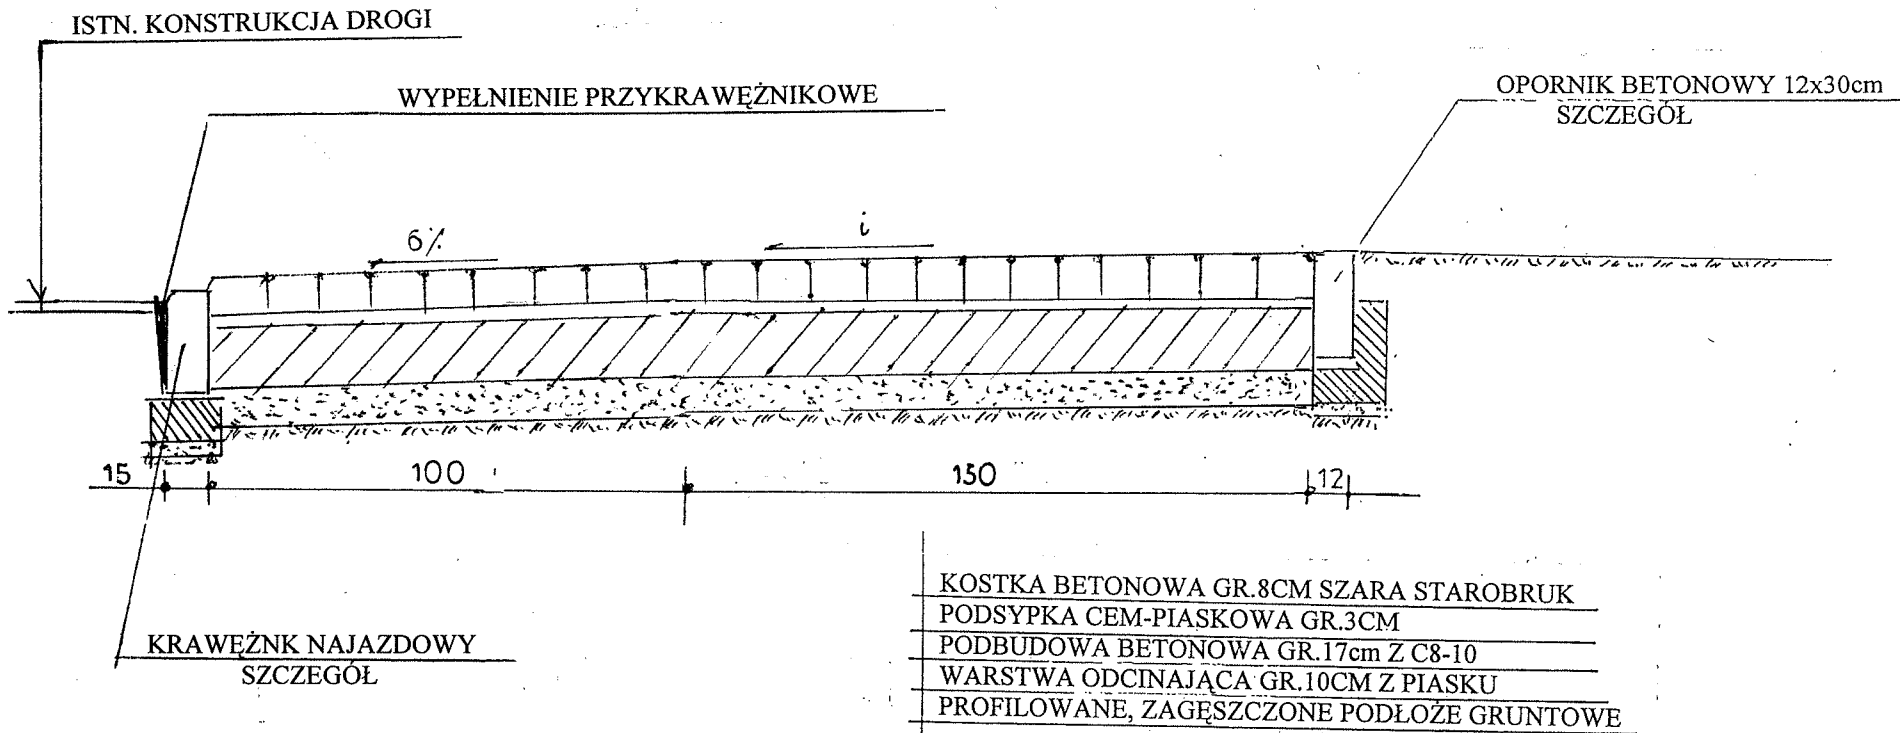 ISTN. KONSTRUKCJA DROGI
WYPEŁNIENIE PRZYKRAWĘŻNIKOWE
OPORNIK BETONOWY 12x30cm
SZCZEGÓŁ
6%
i
15
100
150
12
KRAWĘŻNK NAJAZDOWY
SZCZEGÓŁ
KOSTKA BETONOWA GR.8CM SZARA STAROBRUK
PODSYPKA CEM-PIASKOWA GR.3CM
PODBUDOWA BETONOWA GR.17cm Z C8-10
WARSTWA ODCINAJĄCA GR.10CM Z PIASKU
PROFILOWANE, ZAGĘSZCZONE PODŁOŻE GRUNTOWE